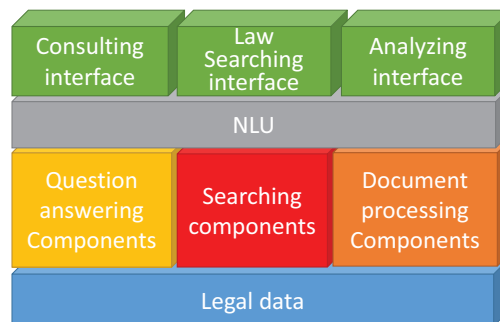 Consulting
interface
Law
Searching
interface
Analyzing
interface
NLU
Question
answering
Components
Searching
components
Document
processing
Components
Legal data